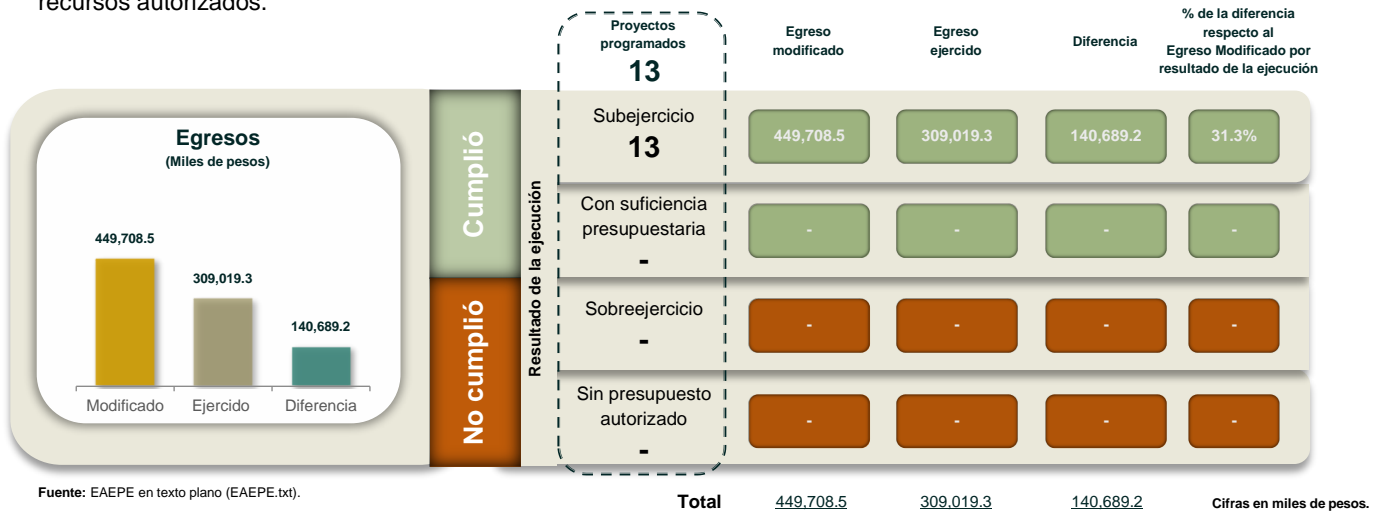 recursos autorizados.
Proyectos
programados
13
Egreso
modificado
Egreso
ejercido
Diferencia
% de la diferencia
respecto al
Egreso Modificado por
resultado de la ejecución
Egresos
(Miles de pesos)
449,708.5
309,019.3
140,689.2
Modificado Ejercido Diferencia
Cumplió
No cumplió
Resultado de la ejecución
Subejercicio
13
449,708.5 309,019.3 140,689.2 31.3%
Con suficiencia
presupuestaria
-
- - - -
Sobreejercicio
-
- - - -
Sin presupuesto
autorizado
-
- - - -
Fuente: EAEPE en texto plano (EAEPE.txt).
Total 449,708.5 309,019.3 140,689.2 Cifras en miles de pesos.